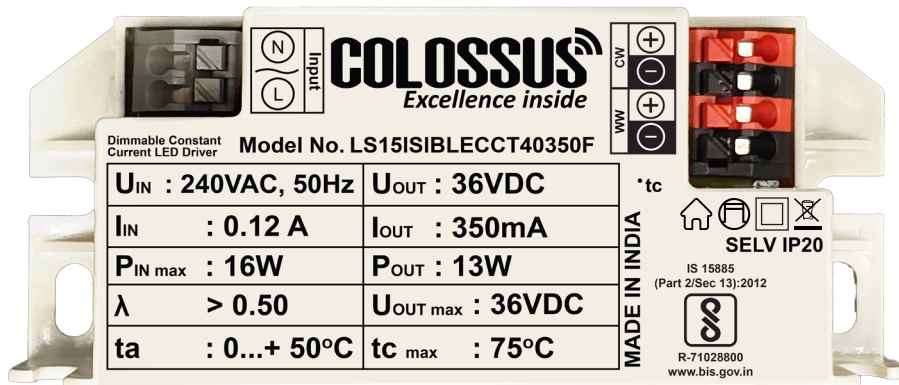 N
L
Input
COLOSSUS
Excellence inside
CW
+
−
WW
+
−
Dimmable Constant
Current LED Driver
Model No. LS15ISIBLECCT40350F
UIN : 240VAC, 50Hz
UOUT : 36VDC
IIN : 0.12 A
IOUT : 350mA
PIN max : 16W
POUT : 13W
λ > 0.50
UOUT max : 36VDC
ta : 0...+ 50°C
tc max : 75°C
MADE IN INDIA
•tc
SELV IP20
IS 15885
(Part 2/Sec 13):2012
R-71028800
www.bis.gov.in